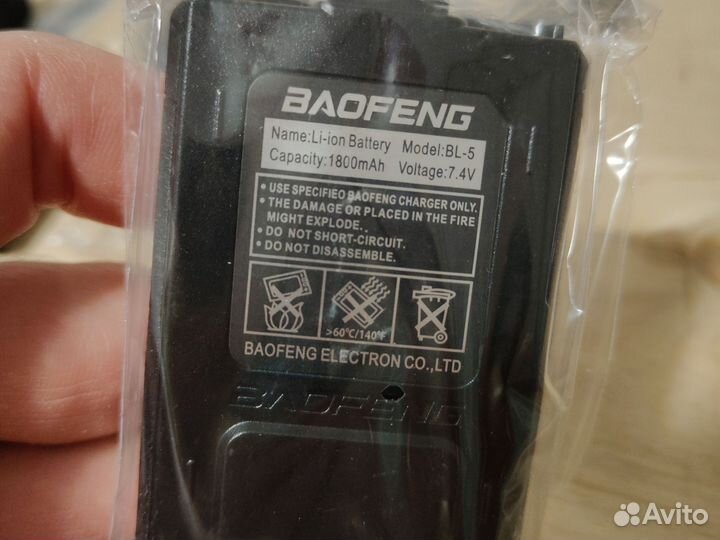 BAOFENG
Name:Li-ion Battery Model:BL-5
Capacity:1800mAh Voltage:7.4V
• USE SPECIFIEO BAOFENG CHARGER ONLY.
• THE DAMAGE OR PLACED IN THE FIRE
MIGHT EXPLODE..
• DO NOT SHORT-CIRCUIT.
• DO NOT DISASSEMBLE.
>60°C/140°F
BAOFENG ELECTRON CO.,LTD
BAOFENG
Avito